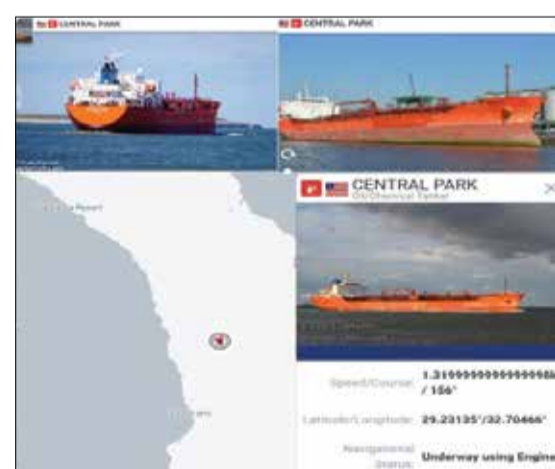 CENTRAL PARK
CENTRAL PARK
CENTRAL PARK
Oil/Chemical Tanker
Speed/Course:
1.3199999999999998k
/ 156°
Latitude/Longitude:
29.23135°/32.70466°
Navigational
Status:
Underway using Engine